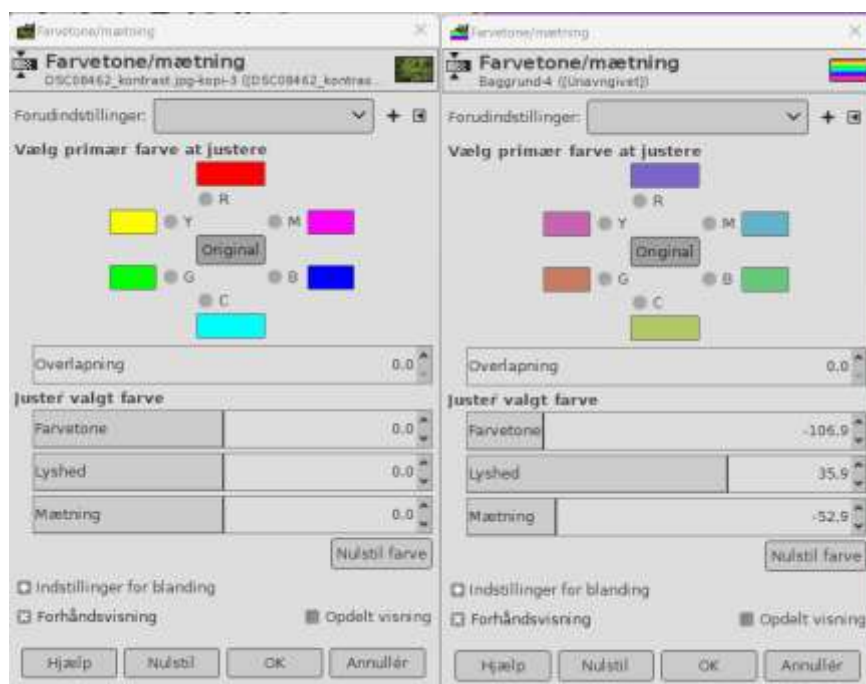 Farvetone/mætning
Farvetone/mætning
DSC08462_kontrast.jpg-kopi-3 ([DSC08462_kontras...
Forudindstillinger:
Vælg primær farve at justere
R
Y
M
Original
G
B
C
Overlapning 0.0
Juster valgt farve
Farvetone 0.0
Lyshed 0.0
Mætning 0.0
Nulstil farve
Indstillinger for blanding
Forhåndsvisning
Opdelt visning
Hjælp
Nulstil
OK
Annullér
Farvetone/mætning
Farvetone/mætning
Baggrund-4 ([Unavngivet])
Forudindstillinger:
Vælg primær farve at justere
R
Y
M
Original
G
B
C
Overlapning 0.0
Juster valgt farve
Farvetone -106.9
Lyshed 35.9
Mætning -52.9
Nulstil farve
Indstillinger for blanding
Forhåndsvisning
Opdelt visning
Hjælp
Nulstil
OK
Annullér